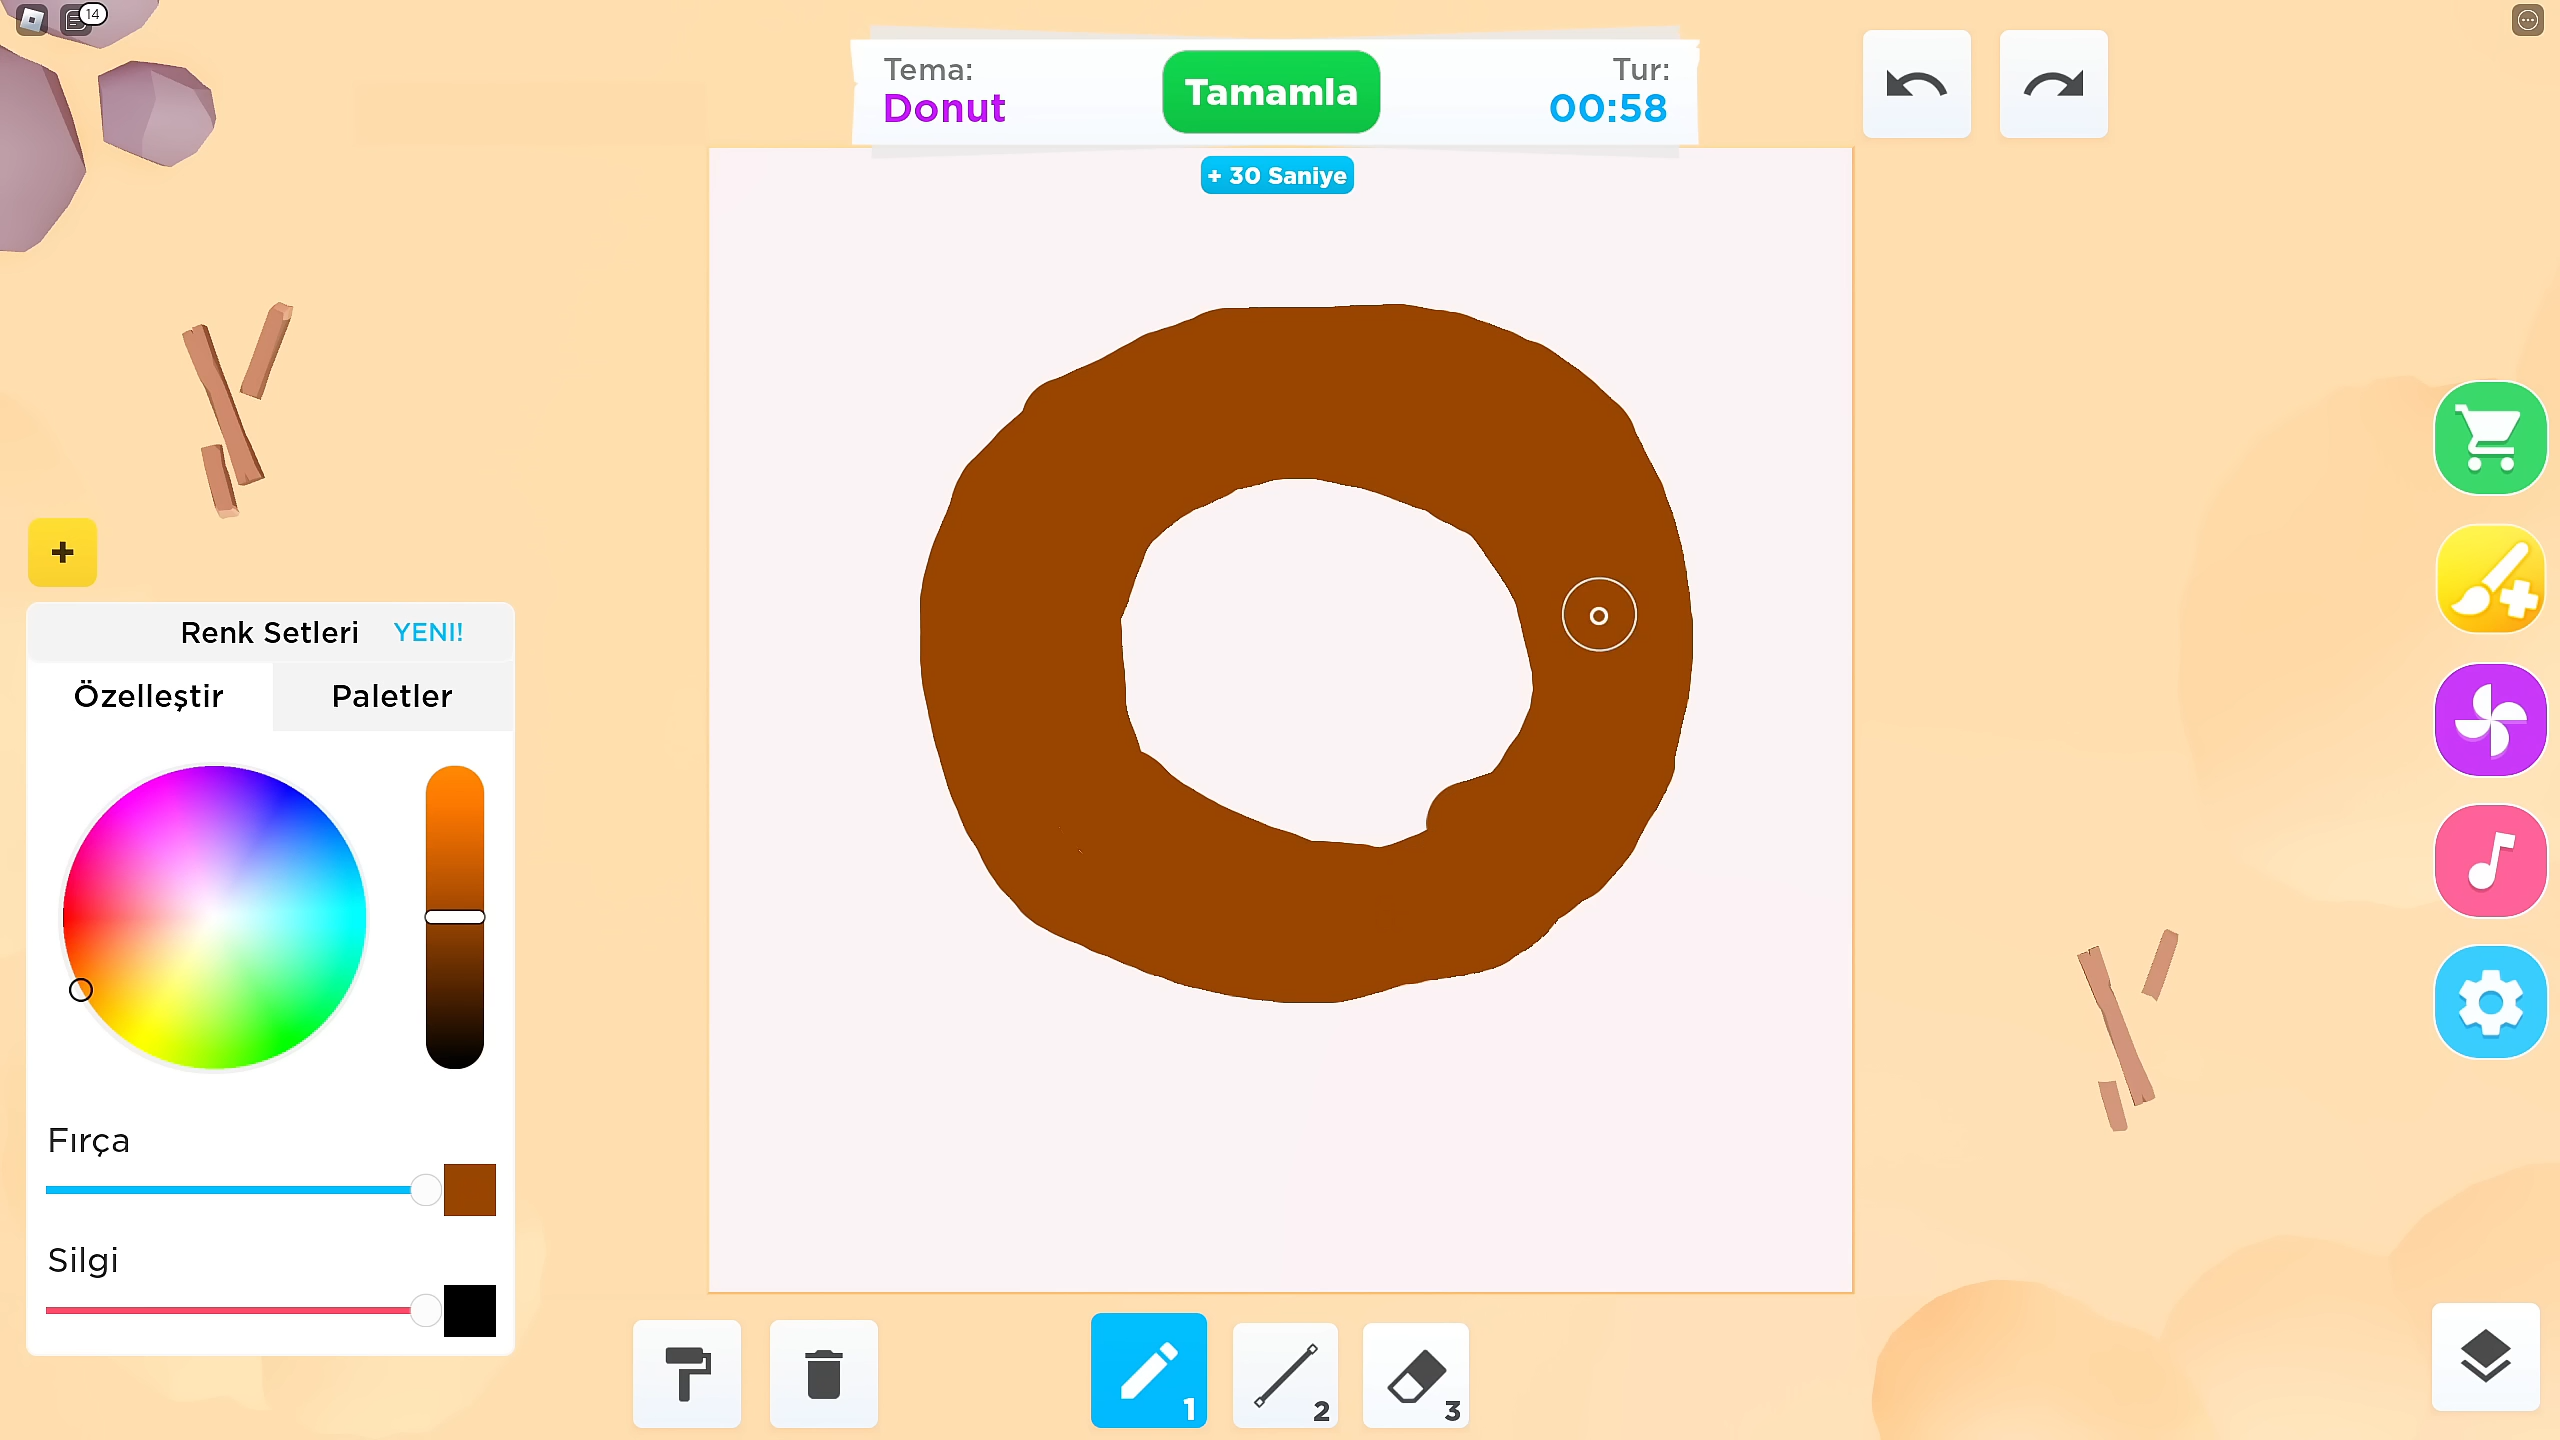 14
Tema:
Donut
Tamamla
Tur:
00:58
+ 30 Saniye
+
Renk Setleri YENI!
Özelleştir Paletler
Fırça
Silgi
1
2
3